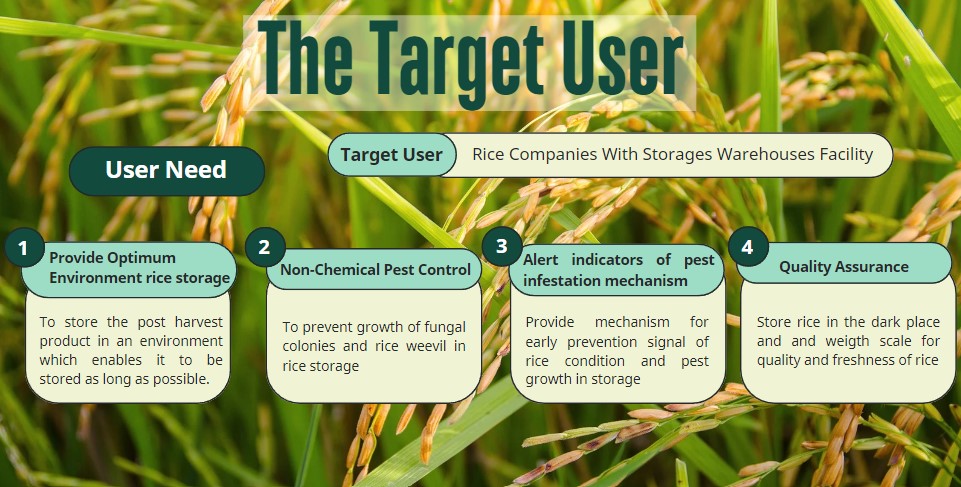 The Target User
Target User
Rice Companies With Storages Warehouses Facility
User Need
1
Provide Optimum
Environment rice storage
To store the post harvest
product in an environment
which enables it to be
stored as long as possible.
2
Non-Chemical Pest Control
To prevent growth of fungal
colonies and rice weevil in
rice storage
3
Alert indicators of pest
infestation mechanism
Provide mechanism for
early prevention signal of
rice condition and pest
growth in storage
4
Quality Assurance
Store rice in the dark place
and and weigth scale for
quality and freshness of rice